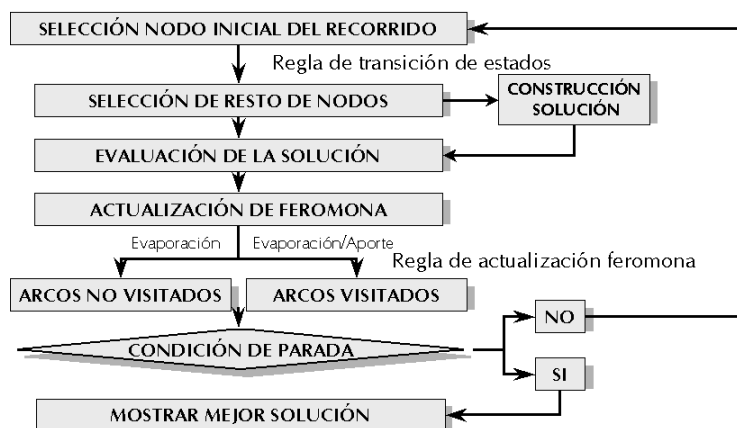 SELECCIÓN NODO INICIAL DEL RECORRIDO
Regla de transición de estados
SELECCIÓN DE RESTO DE NODOS
CONSTRUCCIÓN
SOLUCIÓN
EVALUACIÓN DE LA SOLUCIÓN
ACTUALIZACIÓN DE FEROMONA
Evaporación
Evaporación/Aporte
Regla de actualización feromona
ARCOS NO VISITADOS
ARCOS VISITADOS
NO
CONDICIÓN DE PARADA
SI
MOSTRAR MEJOR SOLUCIÓN